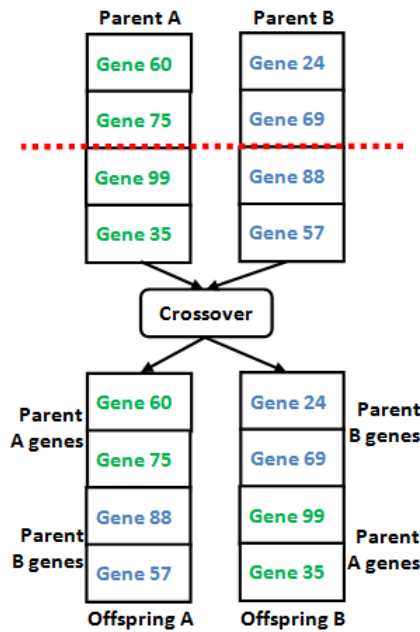 Parent A
Parent B
Gene 60
Gene 24
Gene 75
Gene 69
Gene 99
Gene 88
Gene 35
Gene 57
Crossover
Parent
A genes
Gene 60
Gene 24
Parent
B genes
Gene 75
Gene 69
Parent
B genes
Gene 88
Gene 99
Parent
A genes
Gene 57
Gene 35
Offspring A
Offspring B